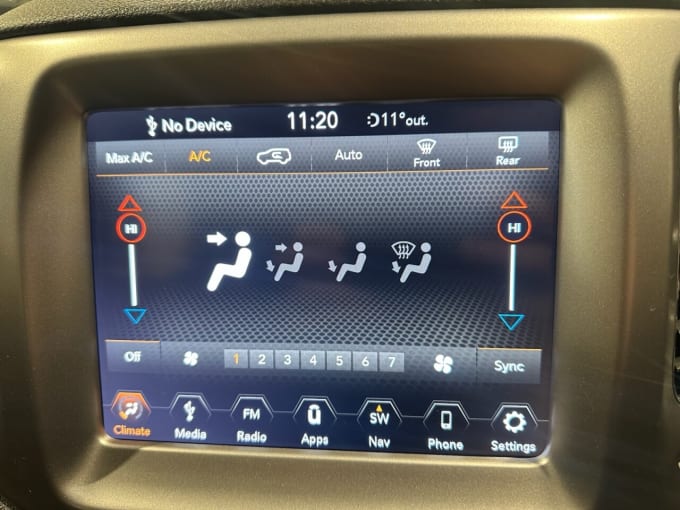 No Device 11:20 11°out.
Max A/C A/C Auto Front Rear
HI HI
Off 1 2 3 4 5 6 7 Sync
FM SW
Climate Media Radio Apps Nav Phone Settings